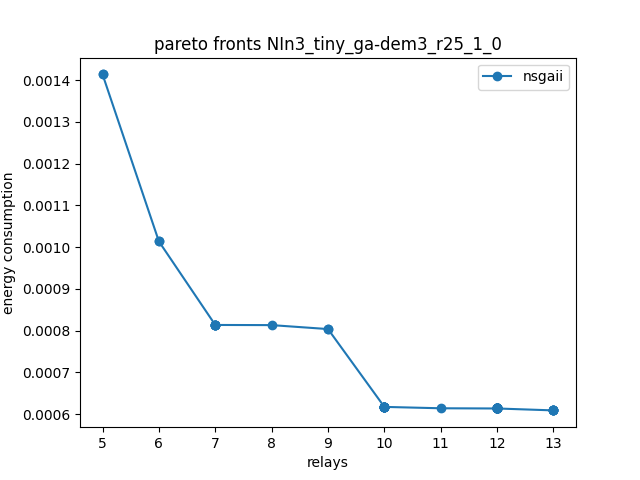 pareto fronts NIn3_tiny_ga-dem3_r25_1_0
nsgaii
energy consumption
0.0014
0.0013
0.0012
0.0011
0.0010
0.0009
0.0008
0.0007
0.0006
5 6 7 8 9 10 11 12 13
relays